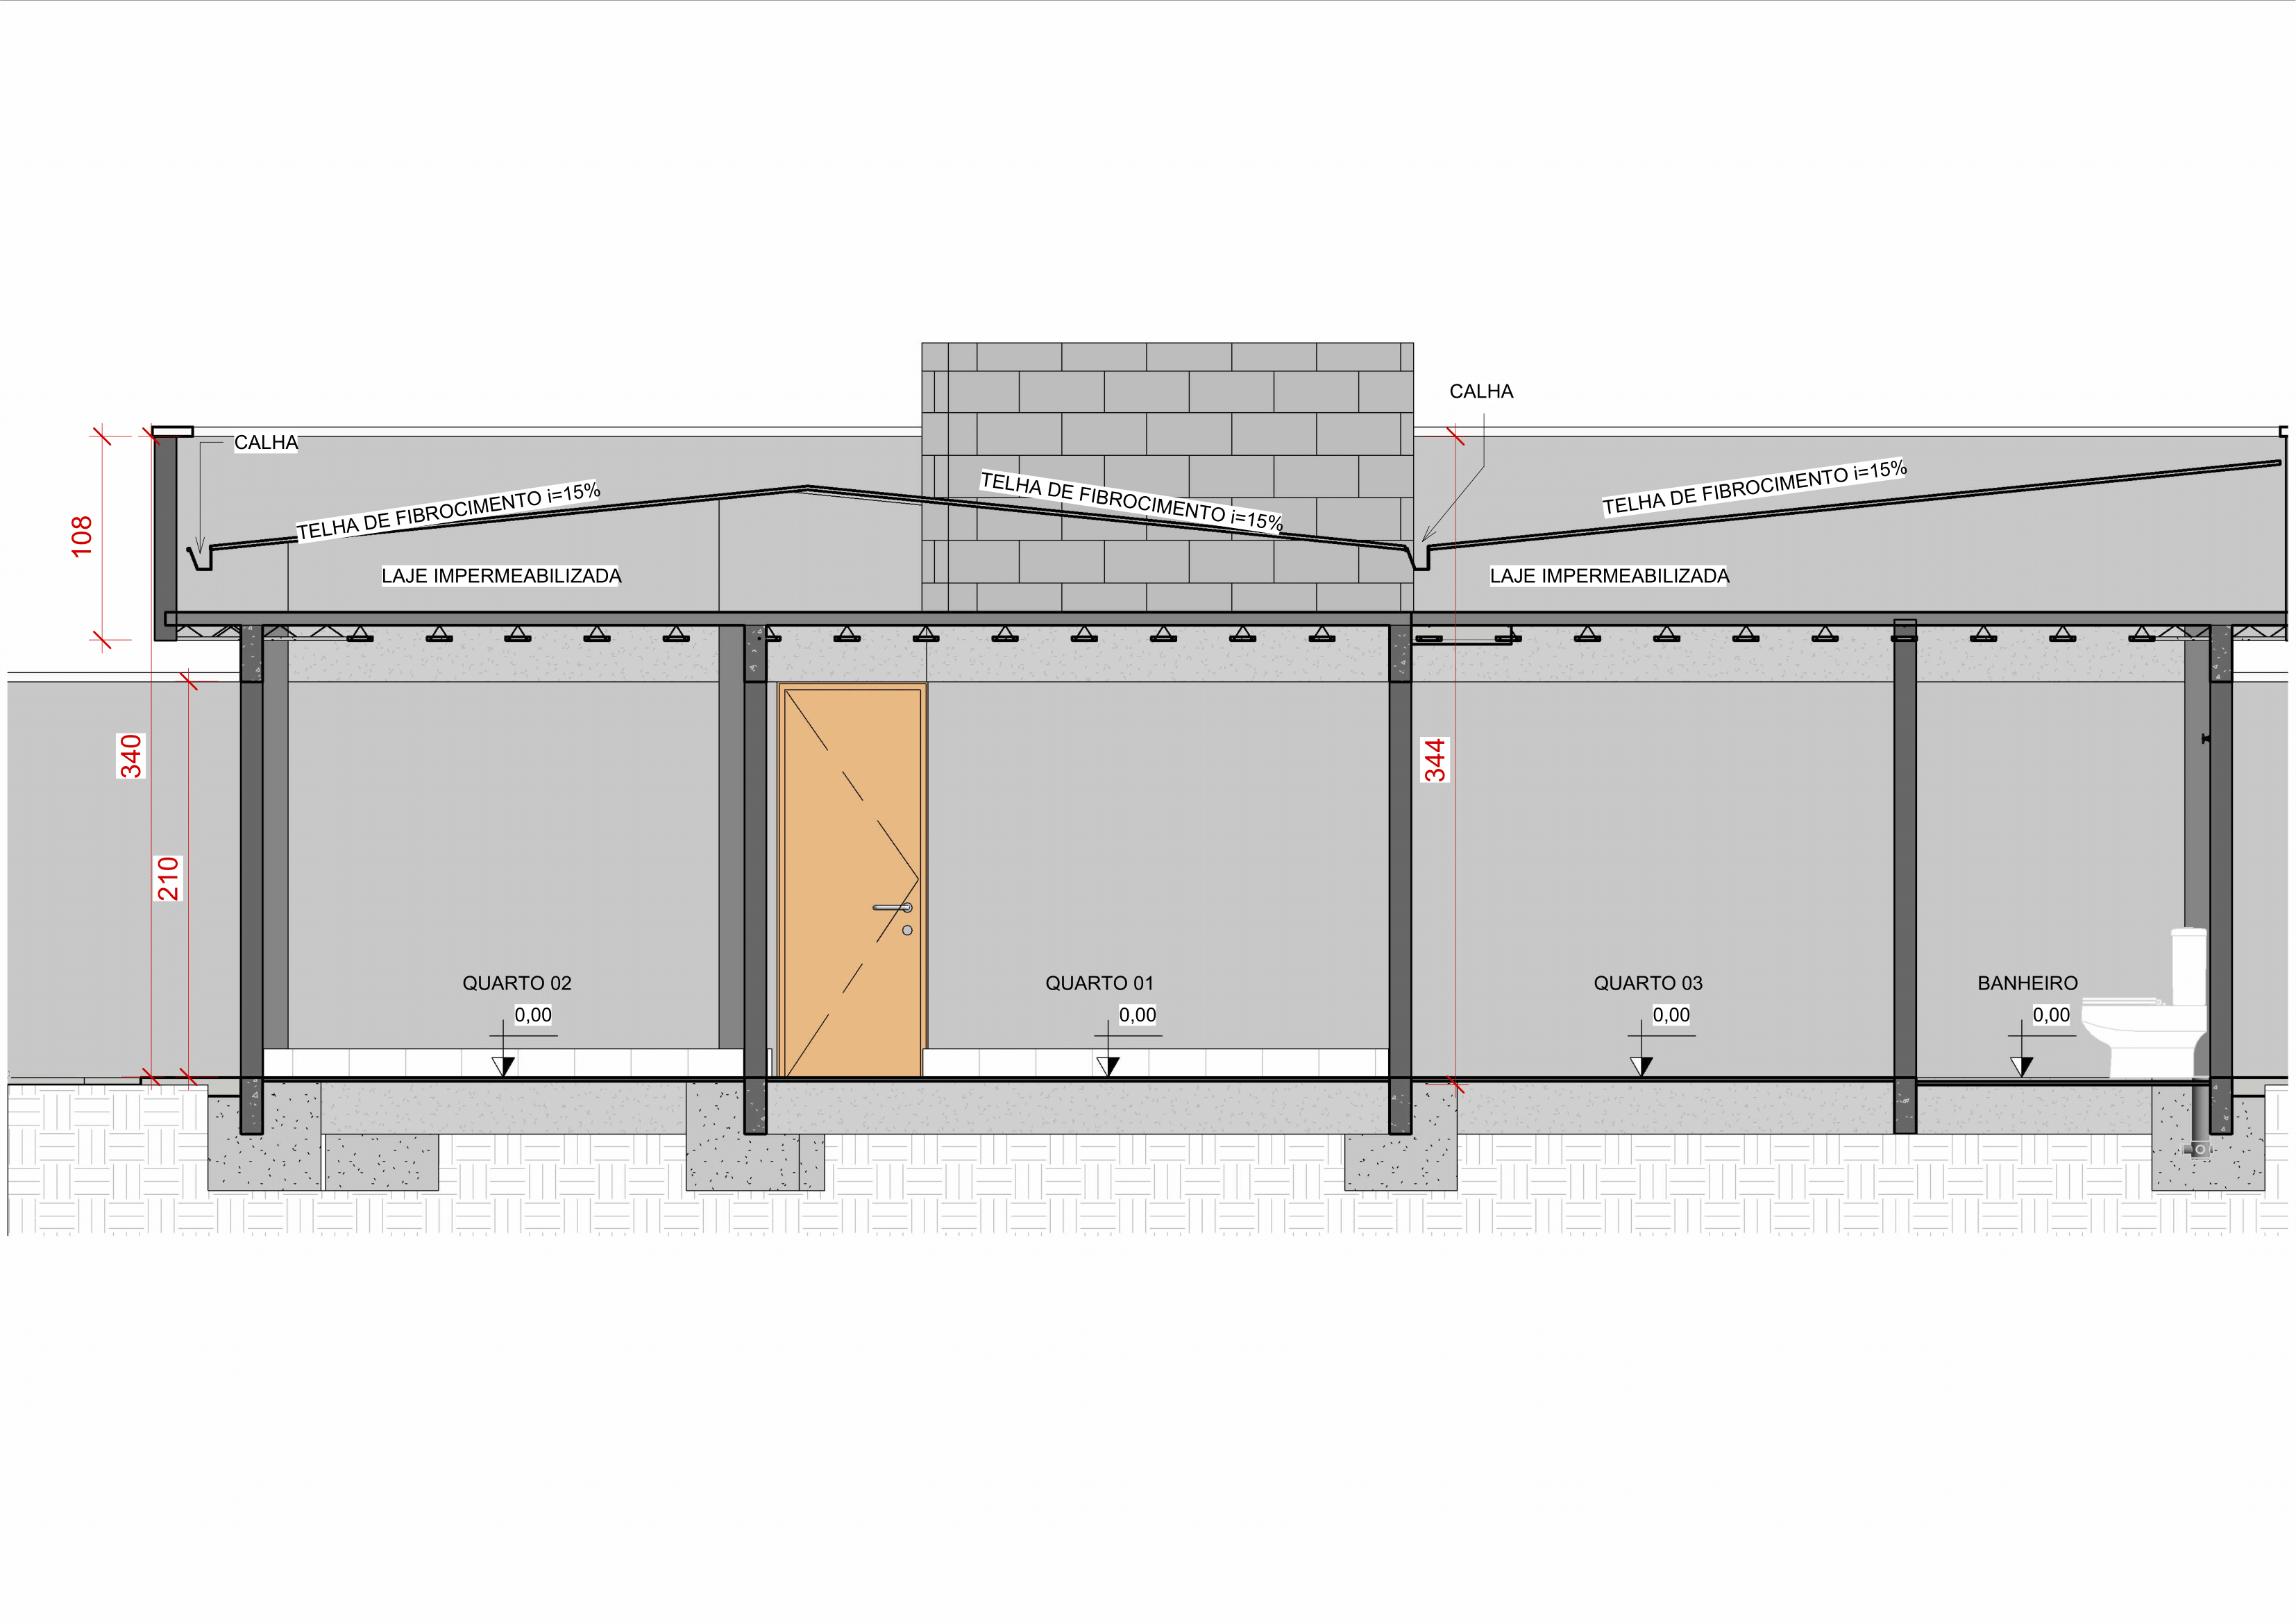 CALHA
CALHA
TELHA DE FIBROCIMENTO i=15%
TELHA DE FIBROCIMENTO i=15%
TELHA DE FIBROCIMENTO i=15%
108
LAJE IMPERMEABILIZADA
LAJE IMPERMEABILIZADA
340
344
210
QUARTO 02
0,00
QUARTO 01
0,00
QUARTO 03
0,00
BANHEIRO
0,00